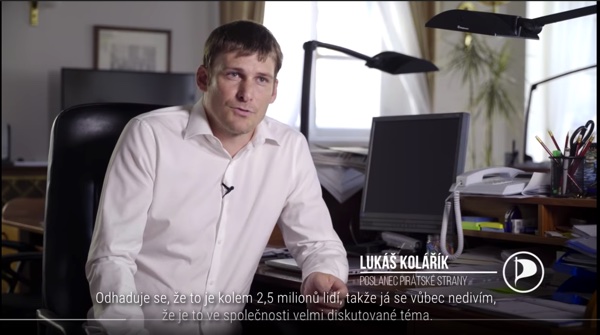 LUKÁŠ KOLÁŘÍK
POSLANEC PIRÁTSKÉ STRANY
Odhaduje se, že to je kolem 2,5 milionů lidí, takže já se vůbec nedivím,
že je to ve společnosti velmi diskutované téma.